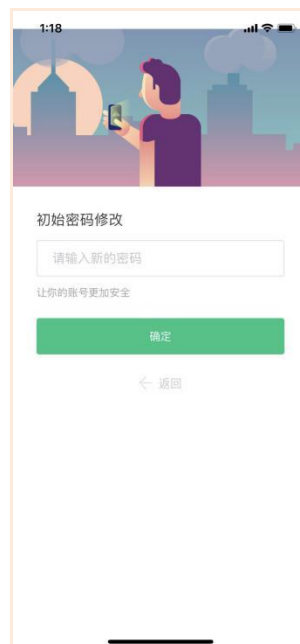 1:18
初始密码修改
请输入新的密码
让你的账号更加安全
确定
← 返回